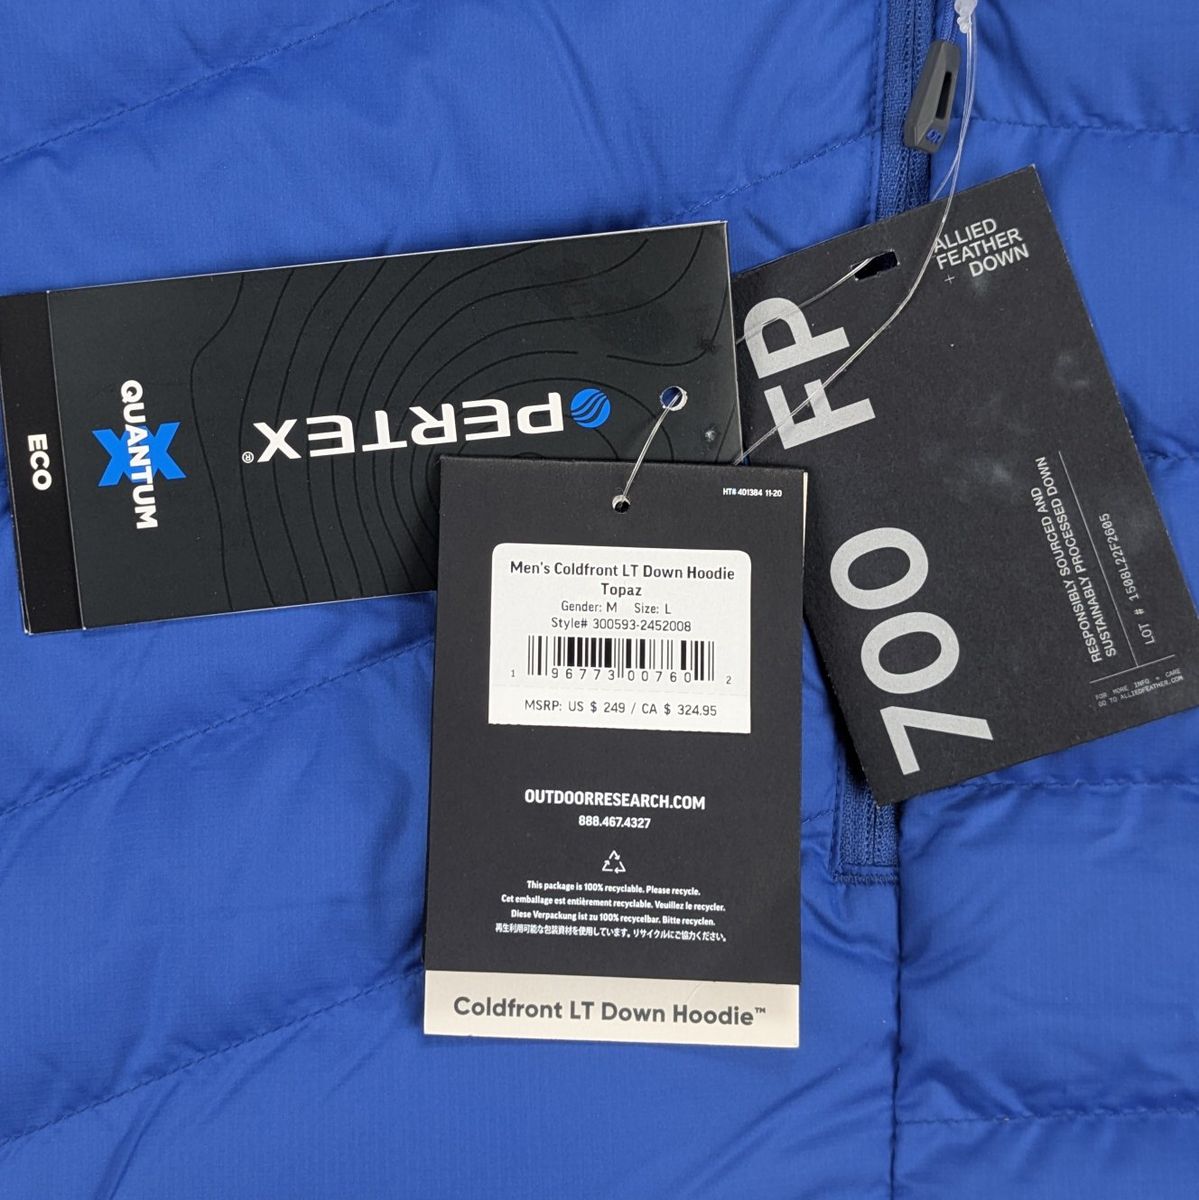 ECO
QUANTUM
X
PERTEX®
ALLIED
FEATHER
+ DOWN
700 FP
RESPONSIBLY SOURCED AND
SUSTAINABLY PROCESSED DOWN
LOT # 1508L22F2605
FOR MORE INFO + CARE
GO TO ALLIEDFEATHER.COM
HT# 401384 11-20
Men's Coldfront LT Down Hoodie
Topaz
Gender: M Size: L
Style# 300593-2452008
1 96773 00760 2
MSRP: US $ 249 / CA $ 324.95
OUTDOORRESEARCH.COM
888.467.4327
This package is 100% recyclable. Please recycle.
Cet emballage est entièrement recyclable. Veuillez le recycler.
Diese Verpackung ist zu 100% recycelbar. Bitte recyclen.
再生利用可能な包装資材を使用しています。リサイクルにご協力ください。
Coldfront LT Down Hoodie™